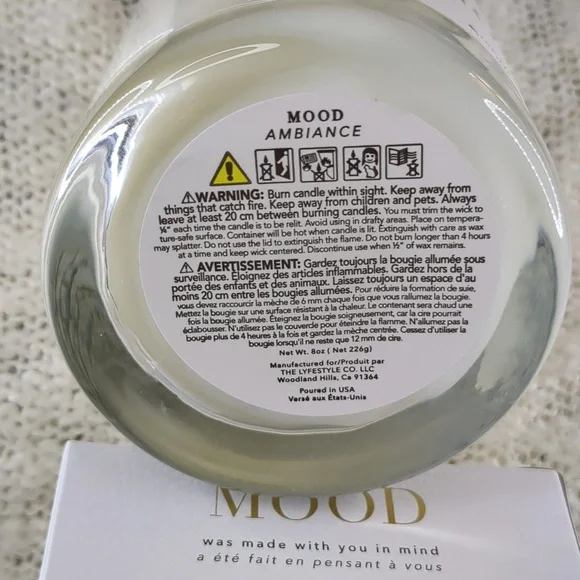 MOOD
AMBIANCE
⚠WARNING: Burn candle within sight. Keep away from
things that catch fire. Keep away from children and pets. Always
leave at least 20 cm between burning candles. You must trim the wick to
¼" each time the candle is to be relit. Avoid using in drafty areas. Place on tempera-
ture-safe surface. Container will be hot when candle is lit. Extinguish with care as wax
may splatter. Do not use the lid to extinguish the flame. Do not burn longer than 4 hours
at a time and keep wick centered. Discontinue use when ½" of wax remains.
⚠ AVERTISSEMENT: Gardez toujours la bougie allumée sous
surveillance. Éloignez des articles inflammables. Gardez hors de la
portée des enfants et des animaux. Laissez toujours un espace d'au
moins 20 cm entre les bougies allumées. Pour réduire la formation de suie,
vous devez raccourcir la mèche de 6 mm chaque fois que vous rallumez la bougie.
Mettez la bougie sur une surface résistant à la chaleur. Le contenant sera chaud une
fois la bougie allumée. Éteignez la bougie soigneusement, car la cire pourrait
éclabousser. N'utilisez pas le couvercle pour éteindre la flamme. N'allumez pas la
bougie plus de 4 heures à la fois et gardez la mèche centrée. Cessez d'utiliser la
bougie lorsqu'il ne reste que 12 mm de cire.
Net Wt. 8oz ( Net 226g)
Manufactured for/Produit par
THE LYFESTYLE CO. LLC
Woodland Hills, Ca 91364
Poured in USA
Versé aux États-Unis
MOOD
was made with you in mind
a été fait en pensant à vous